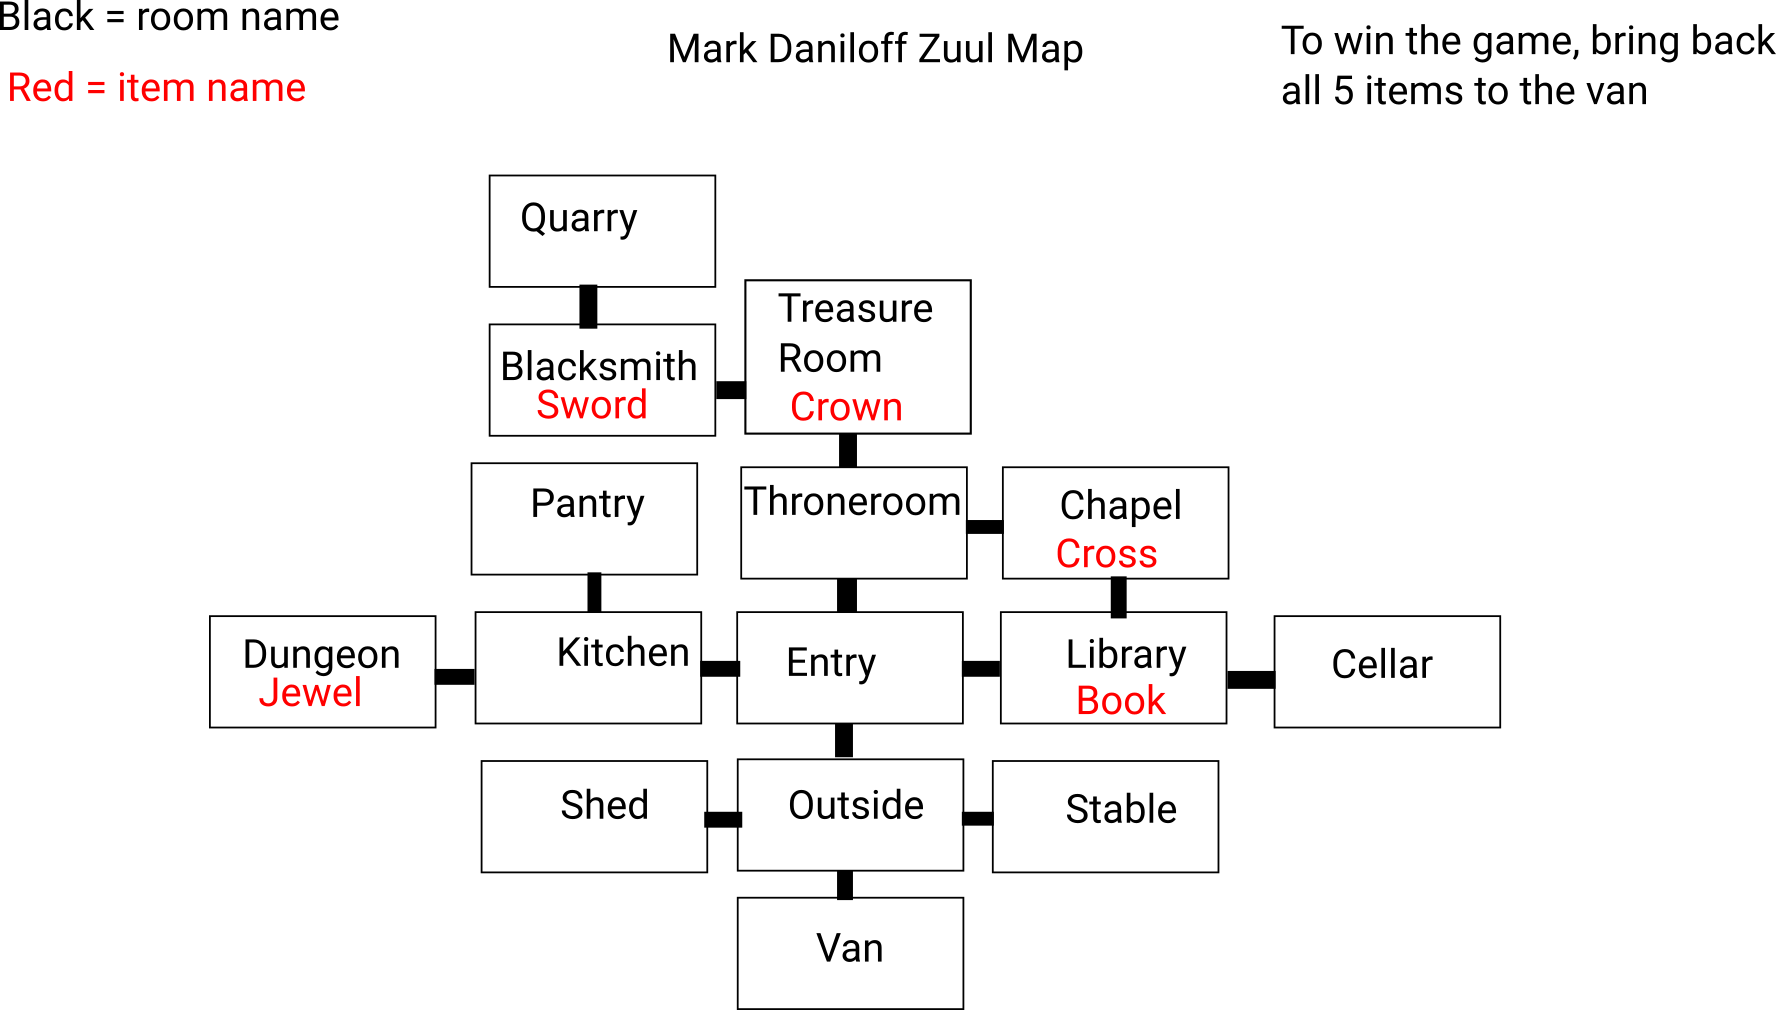 Black = room name
Red = item name
Mark Daniloff Zuul Map
To win the game, bring back
all 5 items to the van
Quarry
Treasure
Room
Crown
Blacksmith
Sword
Pantry
Throneroom
Chapel
Cross
Dungeon
Jewel
Kitchen
Entry
Library
Book
Cellar
Shed
Outside
Stable
Van